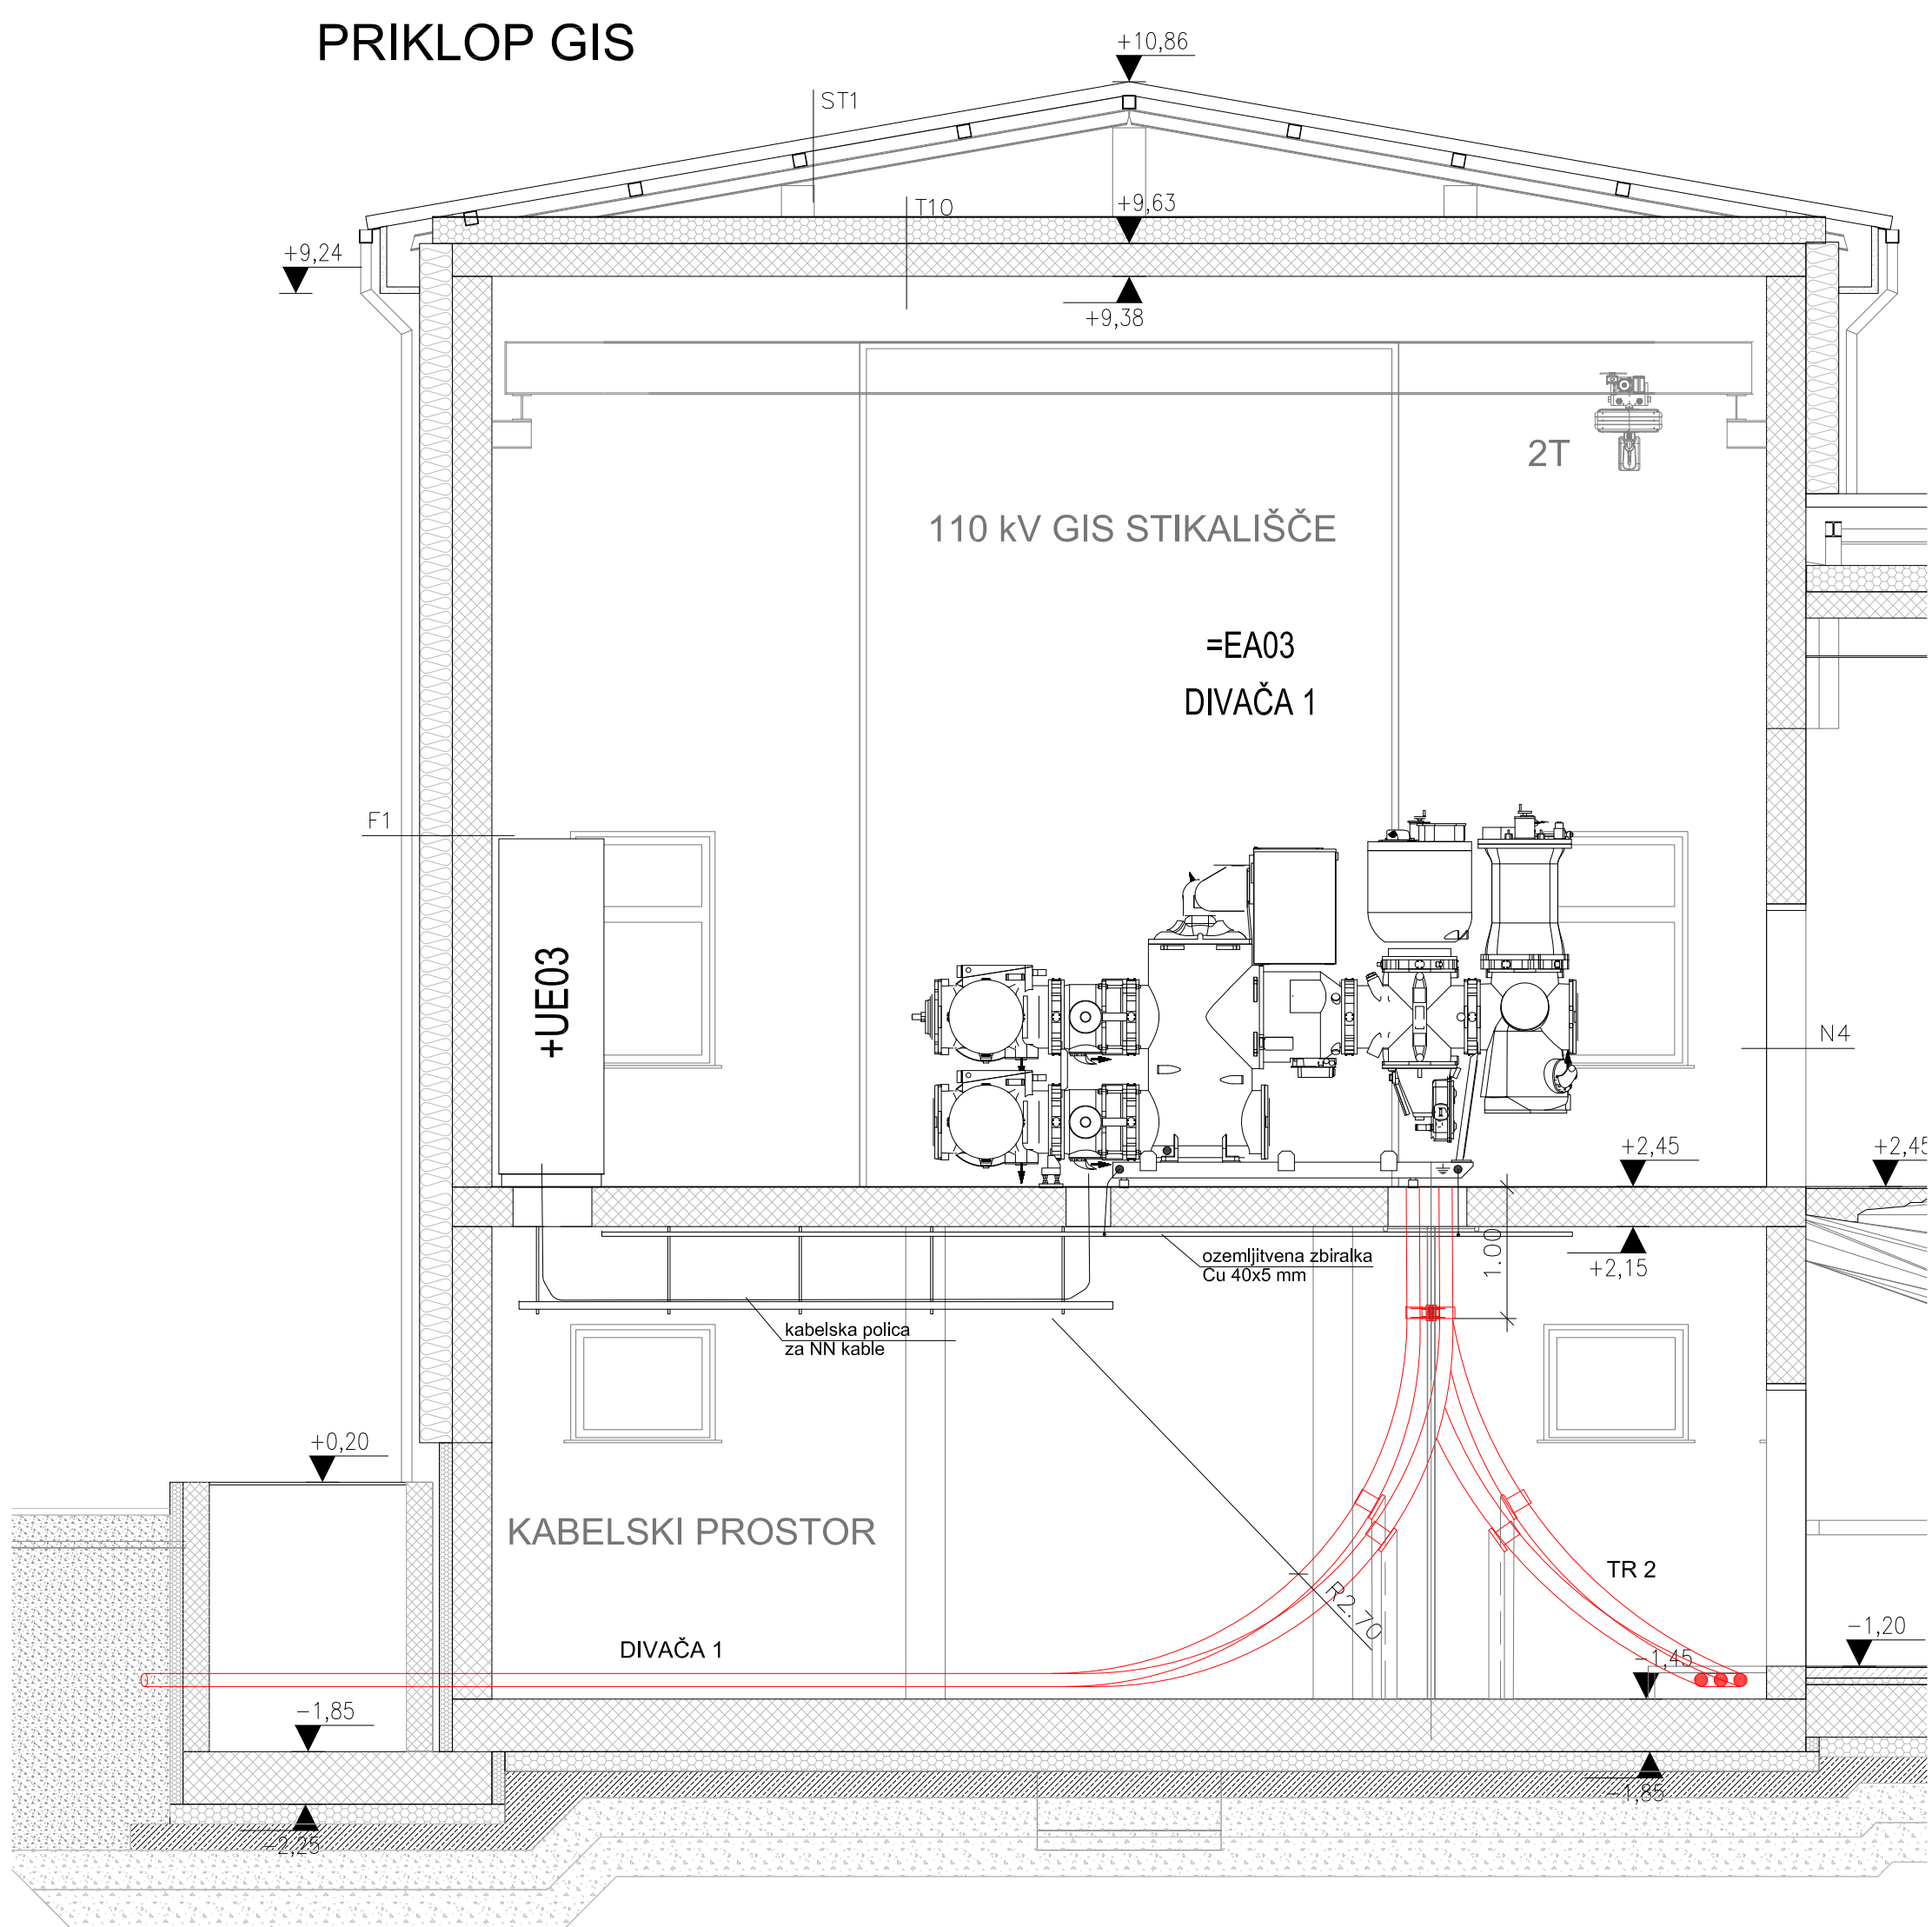 PRIKLOP GIS
+10,86
ST1
T10
+9,63
+9,24
+9,38
2T
110 kV GIS STIKALIŠČE
=EA03
DIVAČA 1
F1
+UE03
N4
+2,45
+2,45
ozemljitvena zbiralka
Cu 40x5 mm
1.00
+2,15
kabelska polica
za NN kable
+0,20
KABELSKI PROSTOR
TR 2
R2.70
DIVAČA 1
-1,20
-1,45
-1,85
-1,85
-2,25